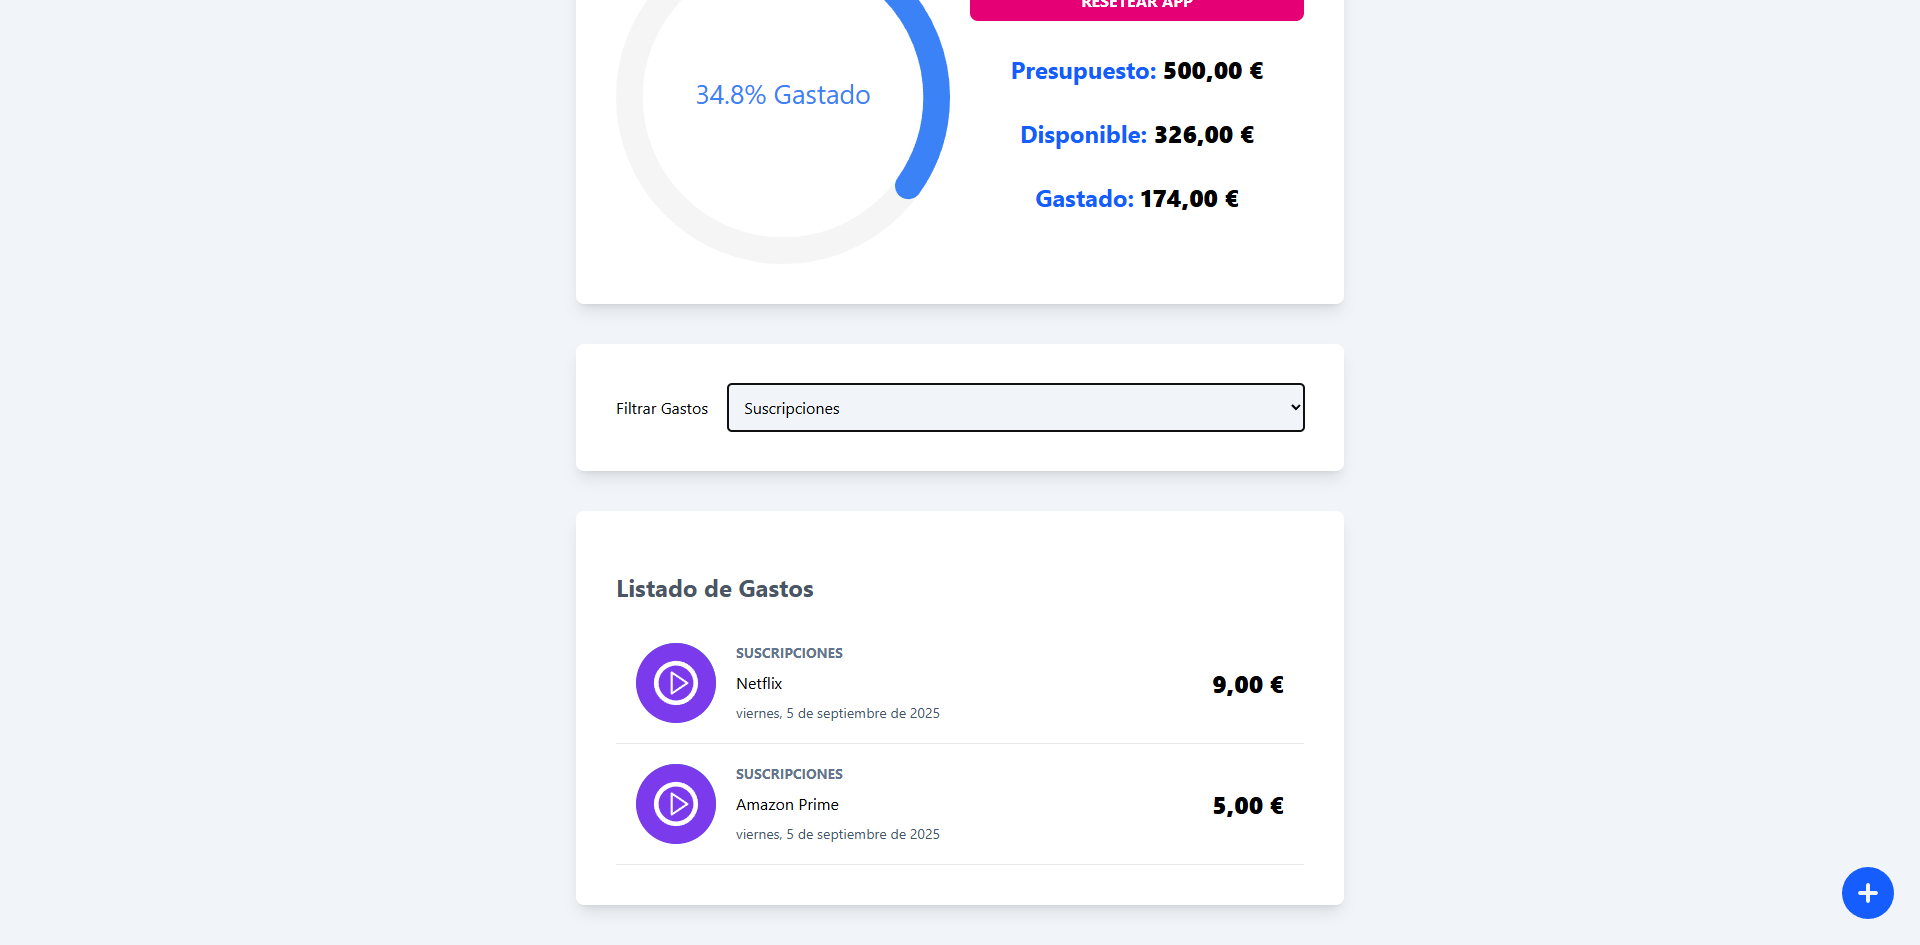 RESETEAR APP
34.8% Gastado
Presupuesto: 500,00 €
Disponible: 326,00 €
Gastado: 174,00 €
Filtrar Gastos
Suscripciones
Listado de Gastos
SUSCRIPCIONES
Netflix
viernes, 5 de septiembre de 2025
9,00 €
SUSCRIPCIONES
Amazon Prime
viernes, 5 de septiembre de 2025
5,00 €